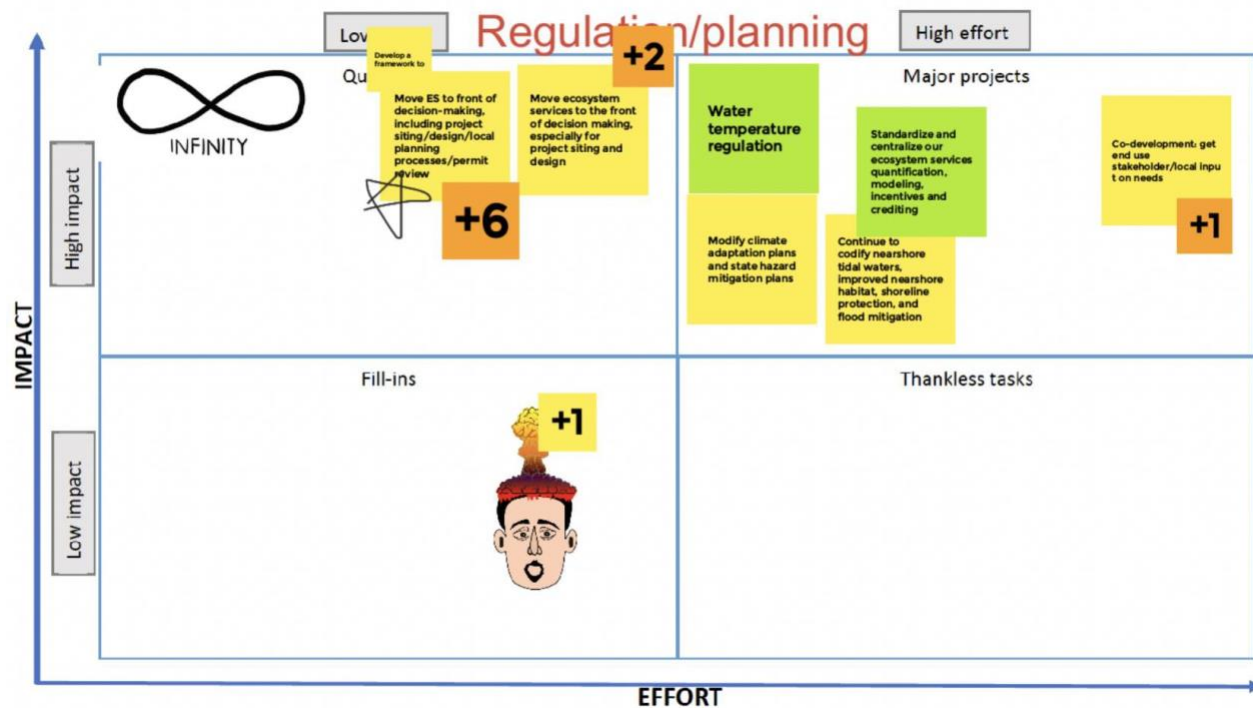 Low
Regulation/planning
High effort
Develop a
framework to
Qu
+2
Major projects
INFINITY
Move ES to front of
decision-making,
including project
siting/design/local
planning
processes/permit
review
+6
Move ecosystem
services to the front
of decision making,
especially for
project siting and
design
Water
temperature
regulation
Standardize and
centralize our
ecosystem services
quantification,
modeling,
incentives and
crediting
Co-development: get
end use
stakeholder/local inpu
t on needs
+1
Modify climate
adaptation plans
and state hazard
mitigation plans
Continue to
codify nearshore
tidal waters,
improved nearshore
habitat, shoreline
protection, and
flood mitigation
High impact
IMPACT
Low impact
Fill-ins
+1
Thankless tasks
EFFORT